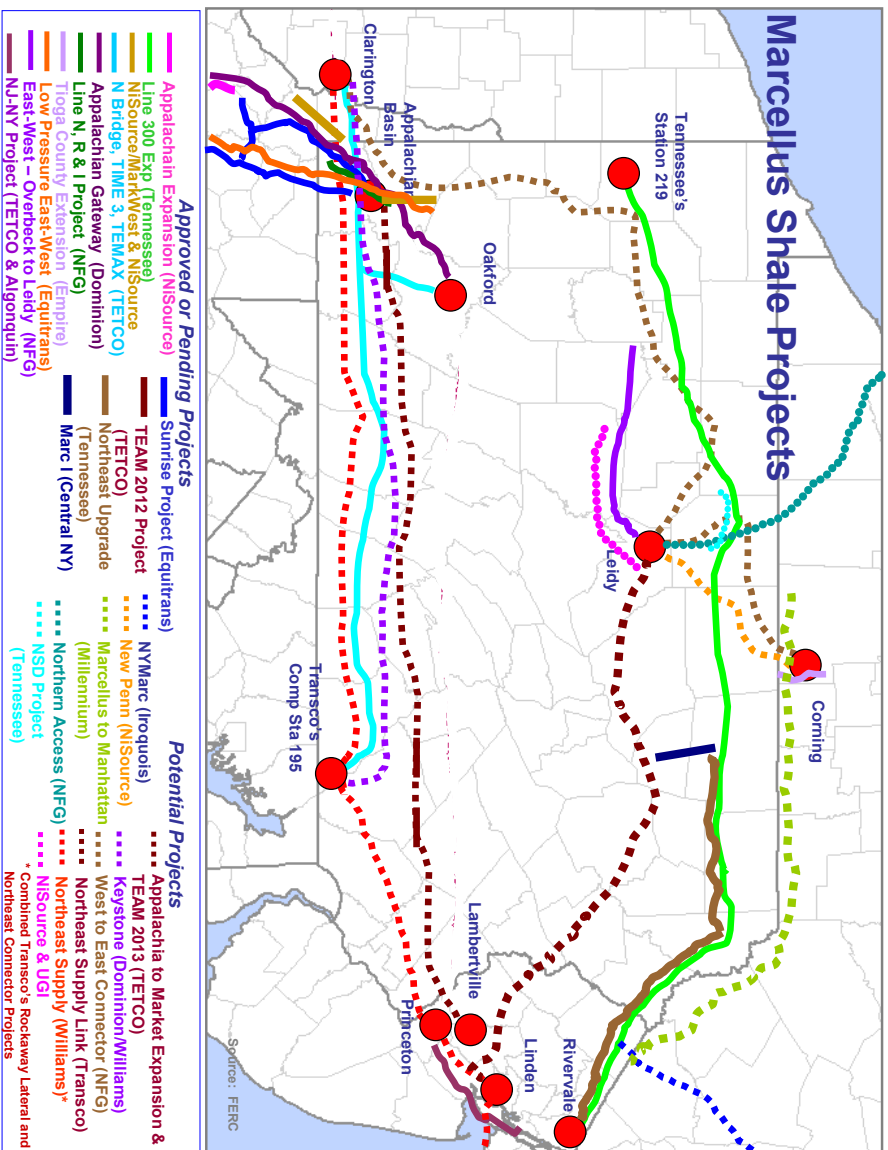 Marcellus Shale Projects
Tennessee's
Station 219
Clarington
Appalachian
Basin
Oakford
Leidy
Corning
Transco's
Comp Sta 195
Lambertville
Princeton
Linden
Rivervale
Source: FERC
Approved or Pending Projects
Appalachain Expansion (NiSource)
Line 300 Exp (Tennessee)
NiSource/MarkWest & NiSource
N Bridge, TIME 3, TEMAX (TETCO)
Appalachian Gateway (Dominion)
Line N, R & I Project (NFG)
Tioga County Extension (Empire)
Low Pressure East-West (Equitrans)
East-West – Overbeck to Leidy (NFG)
NJ-NY Project (TETCO & Algonquin)
Sunrise Project (Equitrans)
TEAM 2012 Project
(TETCO)
Northeast Upgrade
(Tennessee)
Marc I (Central NY)
Potential Projects
NYMarc (Iroquois)
New Penn (NiSource)
Marcellus to Manhattan
(Millennium)
Northern Access (NFG)
NSD Project
(Tennessee)
Appalachia to Market Expansion &
TEAM 2013 (TETCO)
Keystone (Dominion/Williams)
West to East Connector (NFG)
Northeast Supply Link (Transco)
Northeast Supply (Williams)*
NiSource & UGI
* Combined Transco's Rockaway Lateral and
Northeast Connector Projects